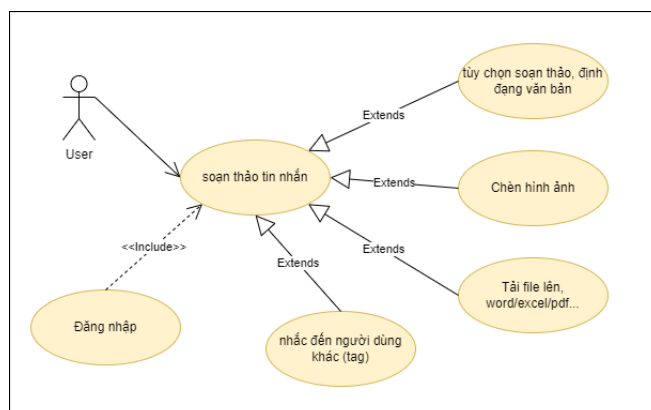 tùy chọn soạn thảo, định
đạng văn bản
Extends
User
soạn thảo tin nhắn
Extends
Chèn hình ảnh
<<Include>>
Extends
Extends
Tải file lên,
word/excel/pdf...
Đăng nhập
nhắc đến người dùng
khác (tag)